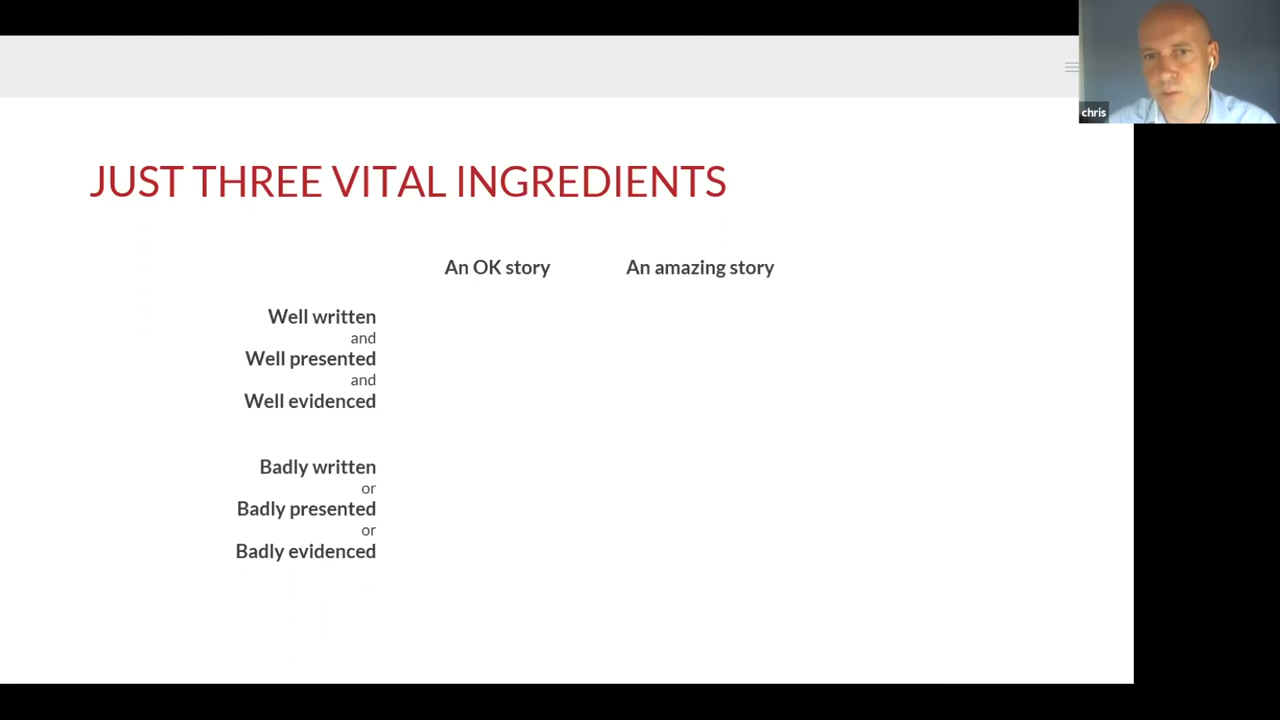 chris
JUST THREE VITAL INGREDIENTS
An OK story An amazing story
Well written
and
Well presented
and
Well evidenced
Badly written
or
Badly presented
or
Badly evidenced